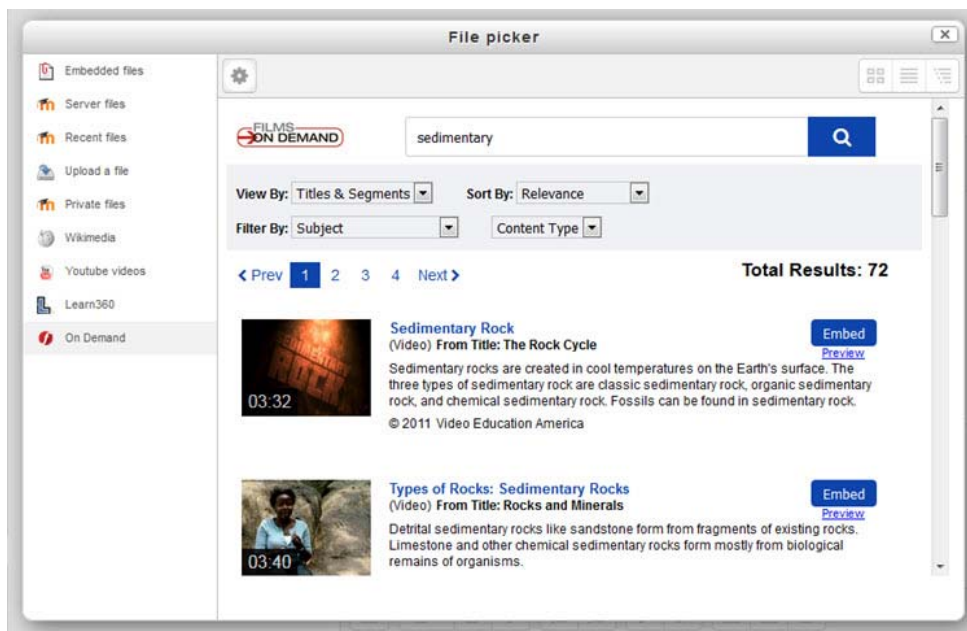 File picker
Embedded files
Server files
Recent files
Upload a file
Private files
Wikimedia
Youtube videos
Learn360
On Demand
FILMS
ON DEMAND
sedimentary
View By: Titles & Segments Sort By: Relevance
Filter By: Subject Content Type
Prev 1 2 3 4 Next
Total Results: 72
SEDIMENTARY
ROCK
03:32
Sedimentary Rock
(Video) From Title: The Rock Cycle
Embed
Preview
Sedimentary rocks are created in cool temperatures on the Earth's surface. The
three types of sedimentary rock are classic sedimentary rock, organic sedimentary
rock, and chemical sedimentary rock. Fossils can be found in sedimentary rock.
© 2011 Video Education America
03:40
Types of Rocks: Sedimentary Rocks
(Video) From Title: Rocks and Minerals
Embed
Preview
Detrital sedimentary rocks like sandstone form from fragments of existing rocks.
Limestone and other chemical sedimentary rocks form mostly from biological
remains of organisms.